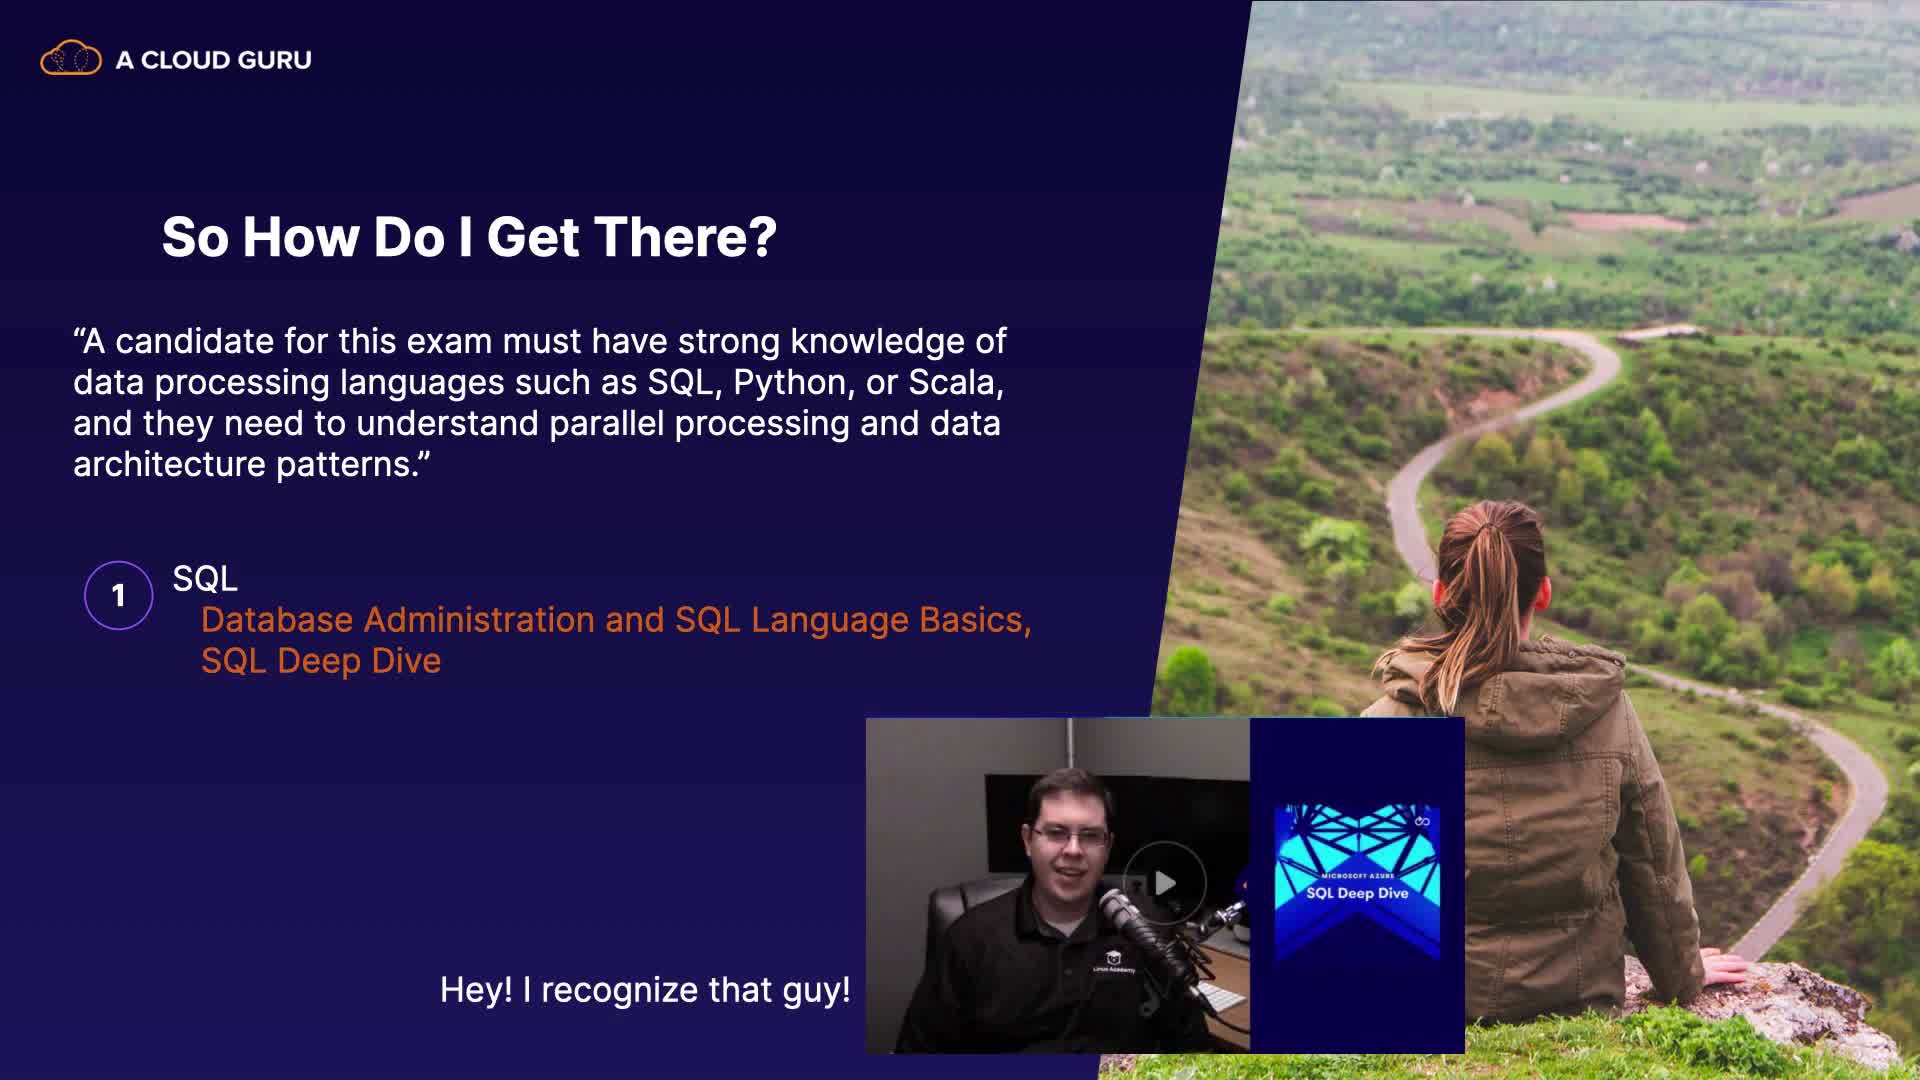 A CLOUD GURU
So How Do I Get There?
“A candidate for this exam must have strong knowledge of
data processing languages such as SQL, Python, or Scala,
and they need to understand parallel processing and data
architecture patterns.”
1
SQL
Database Administration and SQL Language Basics,
SQL Deep Dive
MICROSOFT AZURE
SQL Deep Dive
Linux Academy
Hey! I recognize that guy!